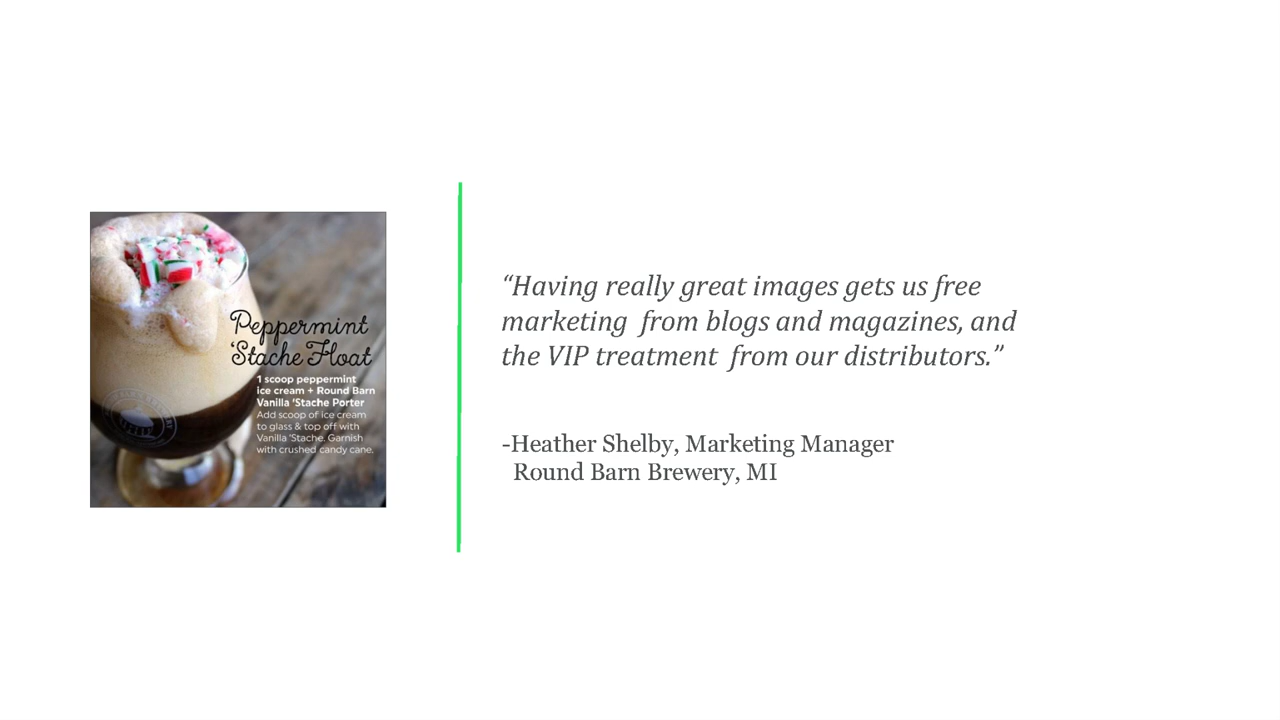 Peppermint
‘Stache Float
1 scoop peppermint
ice cream + Round Barn
Vanilla ‘Stache Porter
Add scoop of ice cream
to glass & top off with
Vanilla ‘Stache. Garnish
with crushed candy cane.
“Having really great images gets us free
marketing from blogs and magazines, and
the VIP treatment from our distributors.”
-Heather Shelby, Marketing Manager
Round Barn Brewery, MI